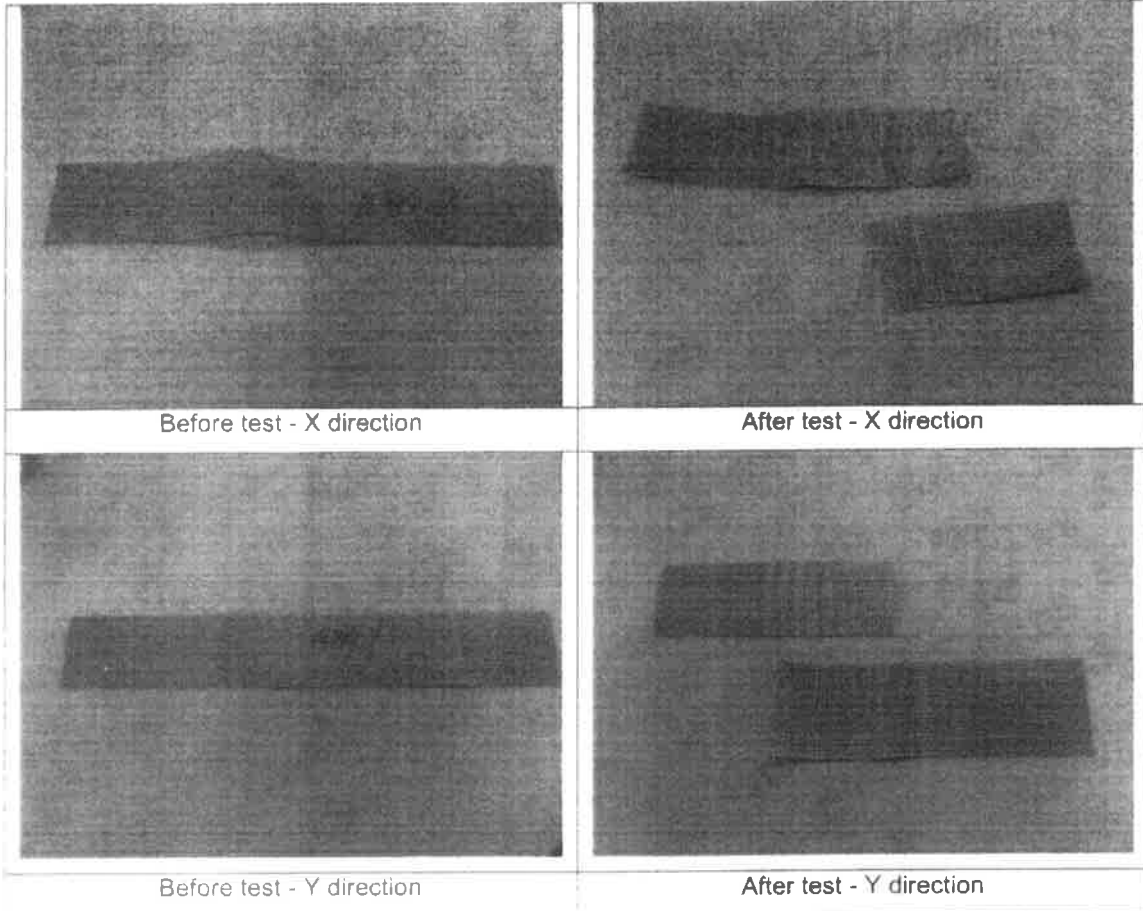 Before test - X direction
After test - X direction
Before test - Y direction
After test - Y direction